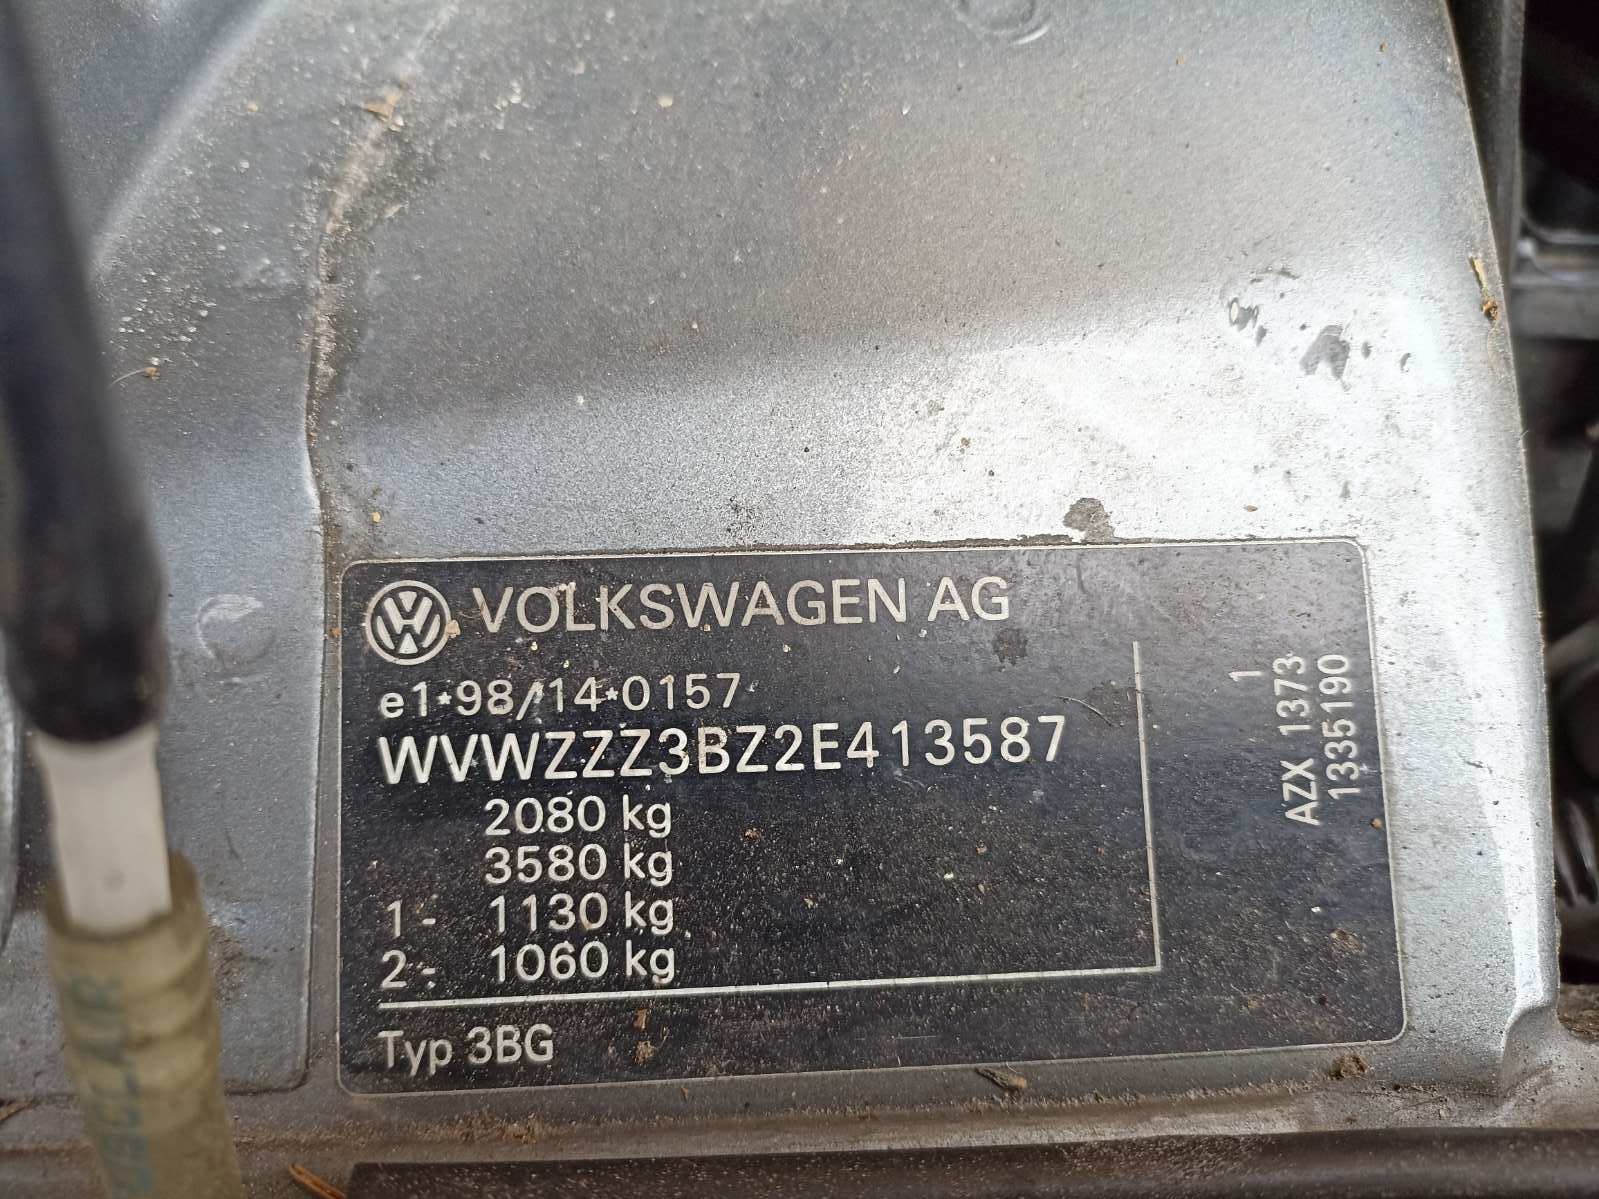 VOLKSWAGEN AG
e1*98/14*0157
WVWZZZ3BZ2E413587
2080 kg
3580 kg
1- 1130 kg
2- 1060 kg
Typ 3BG
1
AZX 1373
13351190